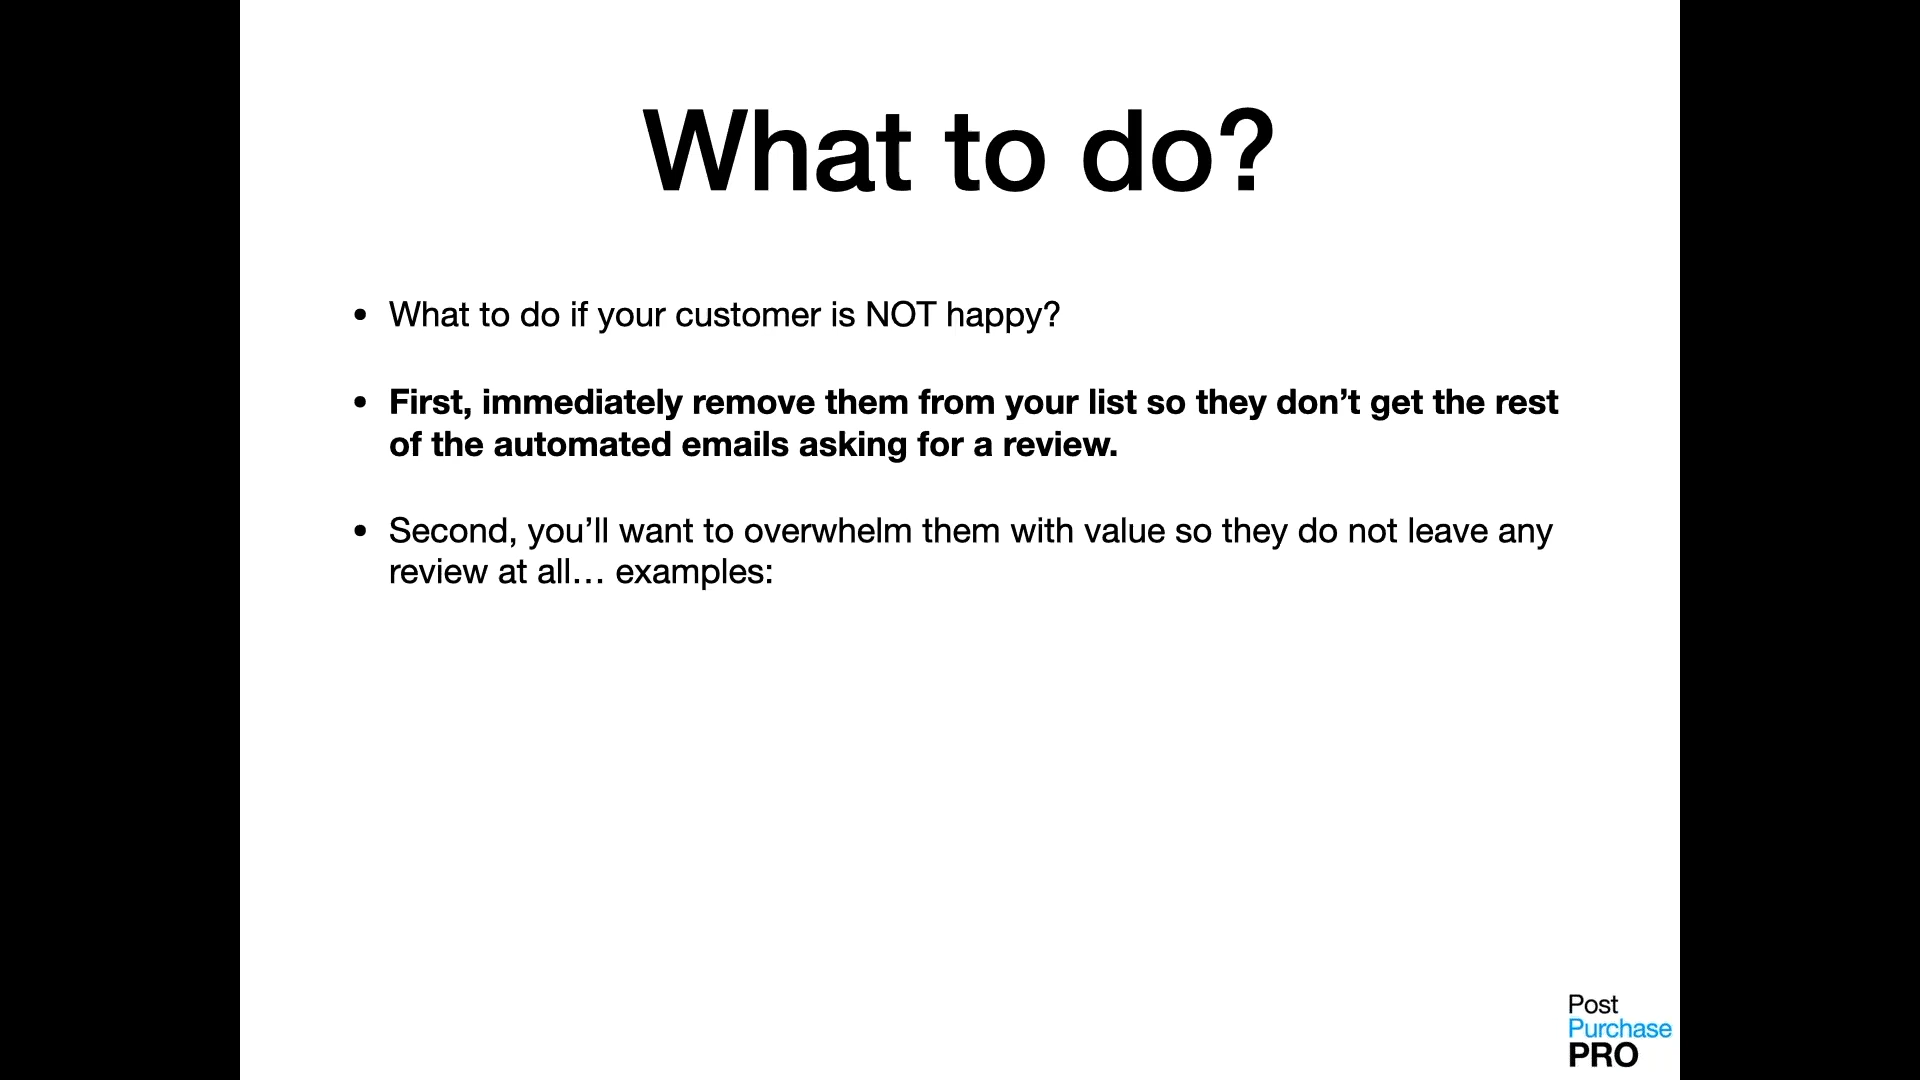 What to do?
• What to do if your customer is NOT happy?
• First, immediately remove them from your list so they don’t get the rest
of the automated emails asking for a review.
• Second, you’ll want to overwhelm them with value so they do not leave any
review at all… examples:
Post
Purchase
PRO